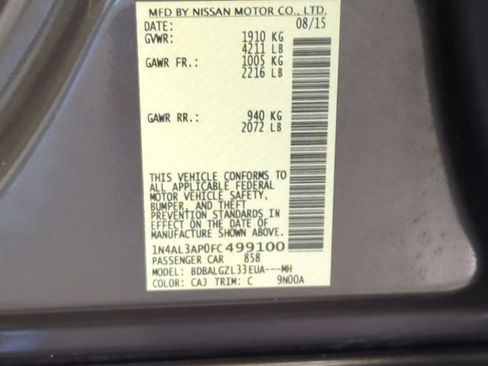 MFD BY NISSAN MOTOR CO., LTD.
DATE: 08/15
GVWR: 1910 KG
4211 LB
GAWR FR.: 1005 KG
2216 LB
GAWR RR.: 940 KG
2072 LB
THIS VEHICLE CONFORMS TO
ALL APPLICABLE FEDERAL
MOTOR VEHICLE SAFETY,
BUMPER, AND THEFT
PREVENTION STANDARDS IN
EFFECT ON THE DATE OF
MANUFACTURE SHOWN ABOVE.
1N4AL3AP0FC499100
PASSENGER CAR 858
MODEL: BDBALGZL33EUA---MH
COLOR: CAJ TRIM: C 9N00A